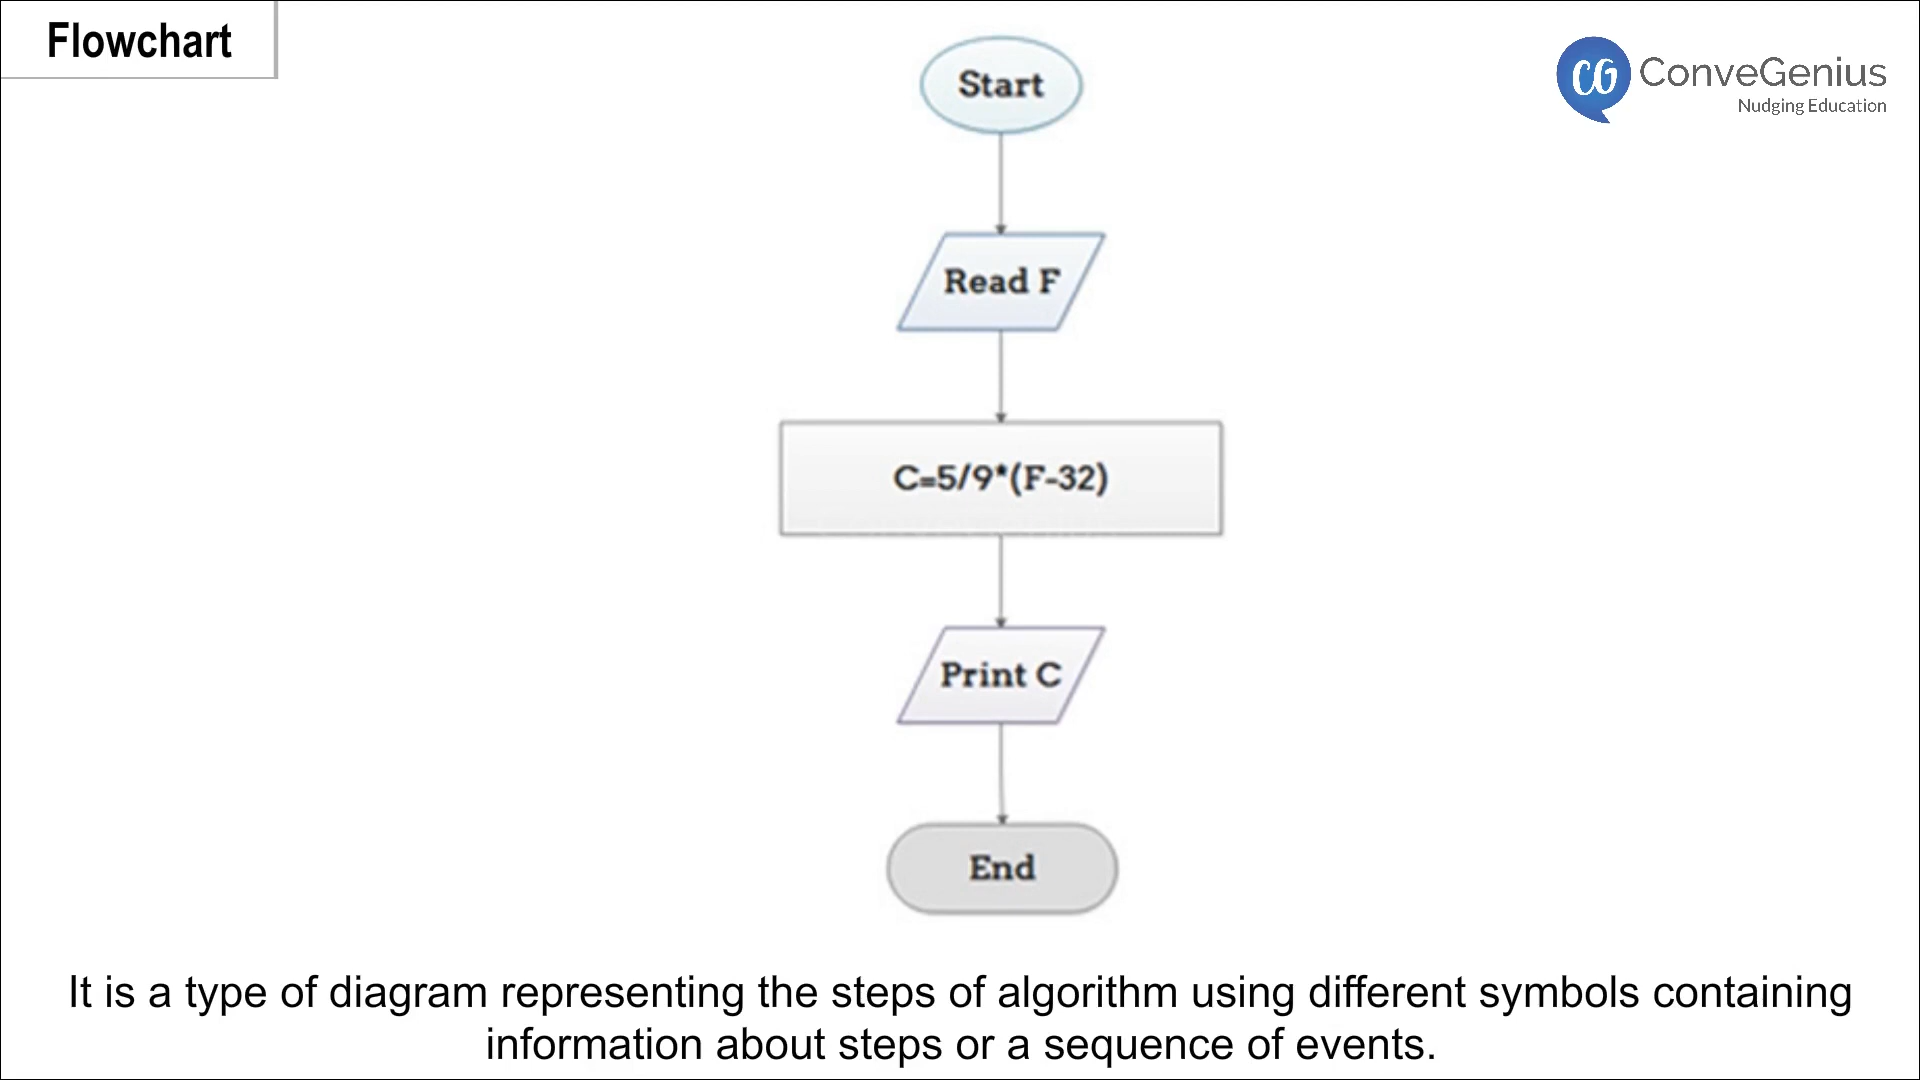 Flowchart
CG ConveGenius
Nudging Education
Start
Read F
C=5/9*(F-32)
Print C
End
It is a type of diagram representing the steps of algorithm using different symbols containing
information about steps or a sequence of events.